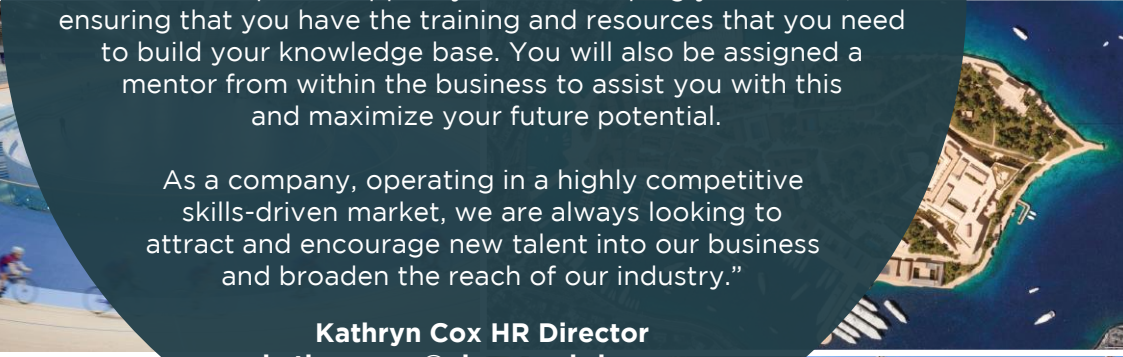 ensuring that you have the training and resources that you need
to build your knowledge base. You will also be assigned a
mentor from within the business to assist you with this
and maximize your future potential.
As a company, operating in a highly competitive
skills-driven market, we are always looking to
attract and encourage new talent into our business
and broaden the reach of our industry.”
Kathryn Cox HR Director